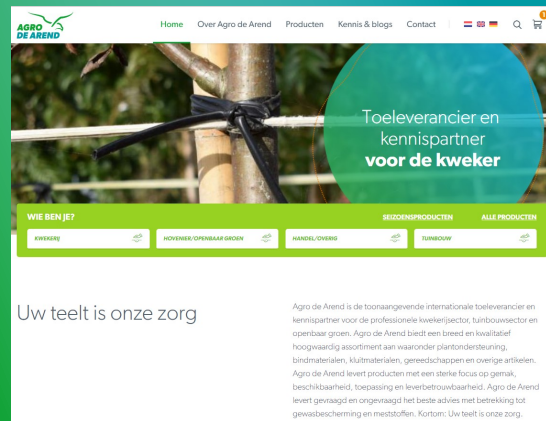 AGRO
DE AREND
Home Over Agro de Arend Producten Kennis & blogs Contact
1
Toeleverancier en
kennispartner
voor de kweker
WIE BEN JE?
SEIZOENSPRODUCTEN ALLE PRODUCTEN
KWEKERIJ HOVENIER/OPENBAAR GROEN HANDEL/OVERIG TUINBOUW
Uw teelt is onze zorg
Agro de Arend is de toonaangevende internationale toeleverancier en
kennispartner voor de professionele kwekerijsector, tuinbouwsector en
openbaar groen. Agro de Arend biedt een breed en kwalitatief
hoogwaardig assortiment aan waaronder plantondersteuning,
bindmaterialen, kluitmaterialen, gereedschappen en overige artikelen.
Agro de Arend levert producten met een sterke focus op gemak,
beschikbaarheid, toepassing en leverbetrouwbaarheid. Agro de Arend
levert gevraagd en ongevraagd het beste advies met betrekking tot
gewasbescherming en meststoffen. Kortom: Uw teelt is onze zorg.